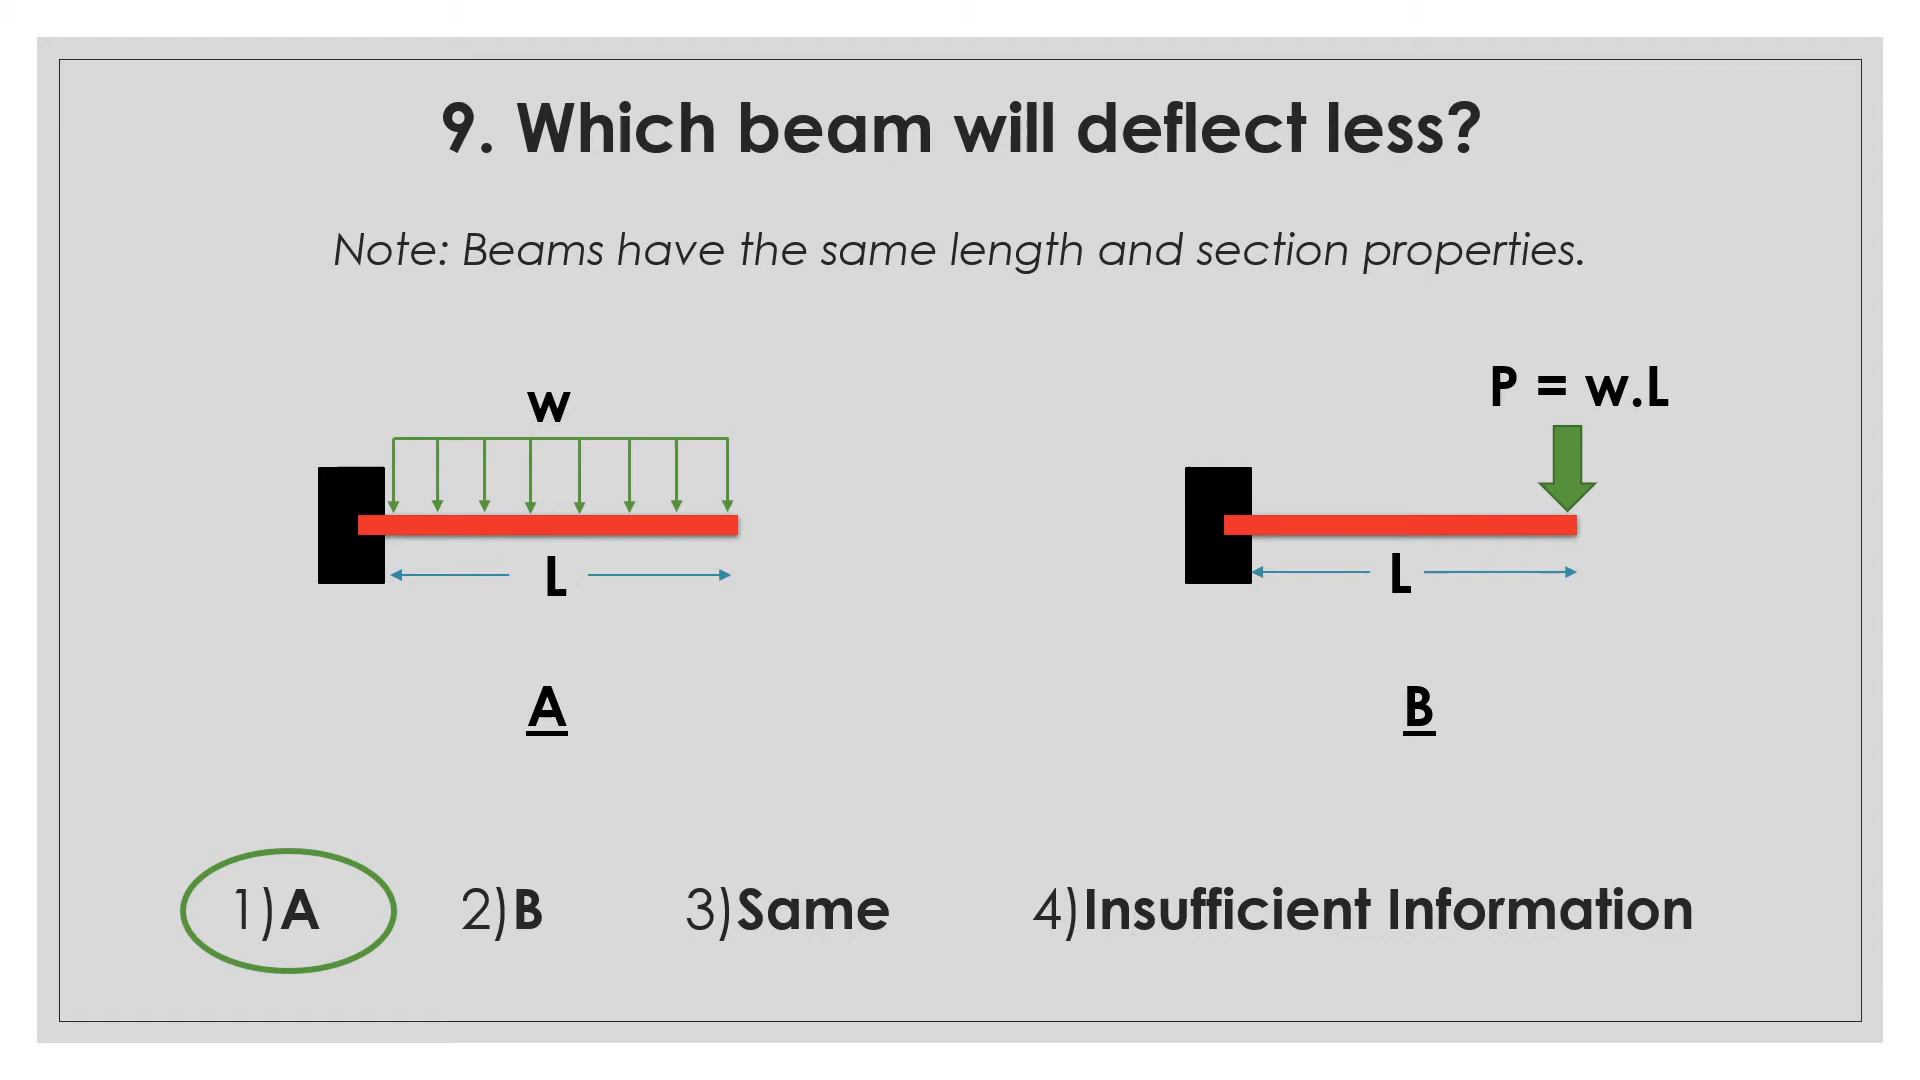 9. Which beam will deflect less?
Note: Beams have the same length and section properties.
P = w.L
w
L
L
A
B
1)A 2)B 3)Same 4)Insufficient Information